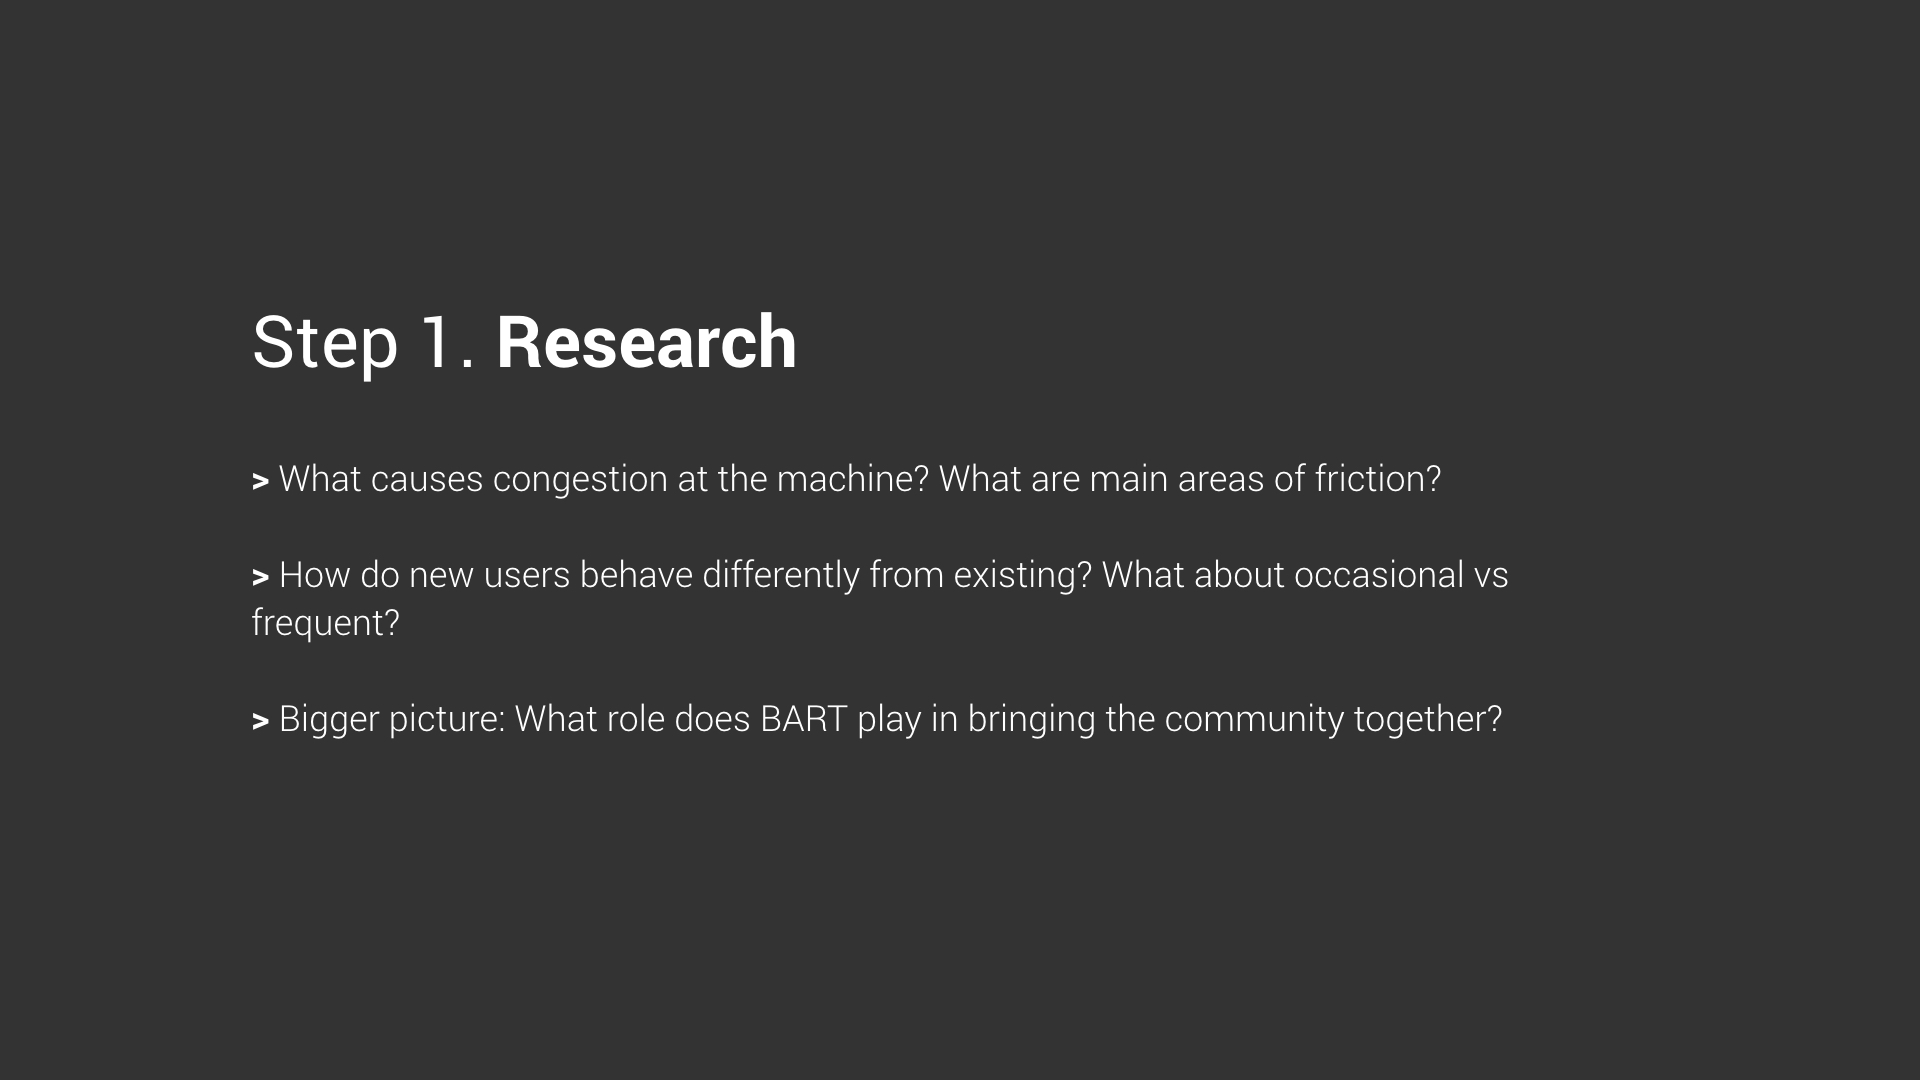 Step 1. Research
> What causes congestion at the machine? What are main areas of friction?
> How do new users behave differently from existing? What about occasional vs
frequent?
> Bigger picture: What role does BART play in bringing the community together?